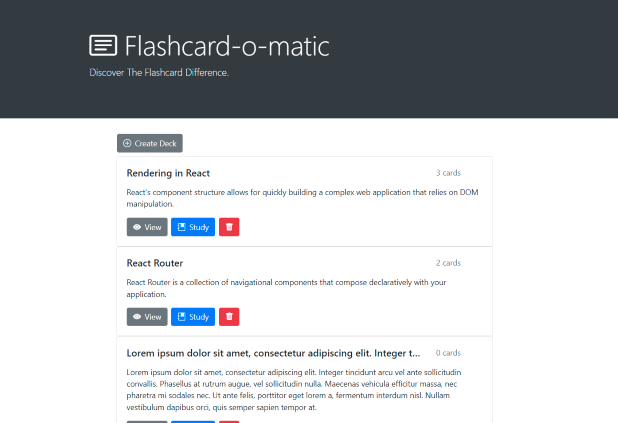 Flashcard-o-matic
Discover The Flashcard Difference.
Create Deck
Rendering in React
3 cards
React's component structure allows for quickly building a complex web application that relies on DOM
manipulation.
View
Study
React Router
2 cards
React Router is a collection of navigational components that compose declaratively with your
application.
View
Study
Lorem ipsum dolor sit amet, consectetur adipiscing elit. Integer t...
0 cards
Lorem ipsum dolor sit amet, consectetur adipiscing elit. Integer tincidunt arcu vel ante sollicitudin
convallis. Phasellus at rutrum augue, vel sollicitudin nulla. Maecenas vehicula efficitur massa, nec
pharetra mi sodales nec. Ut ante felis, porttitor eget lorem a, fermentum interdum nisl. Nullam
vestibulum dapibus orci, quis semper sapien tempor at.